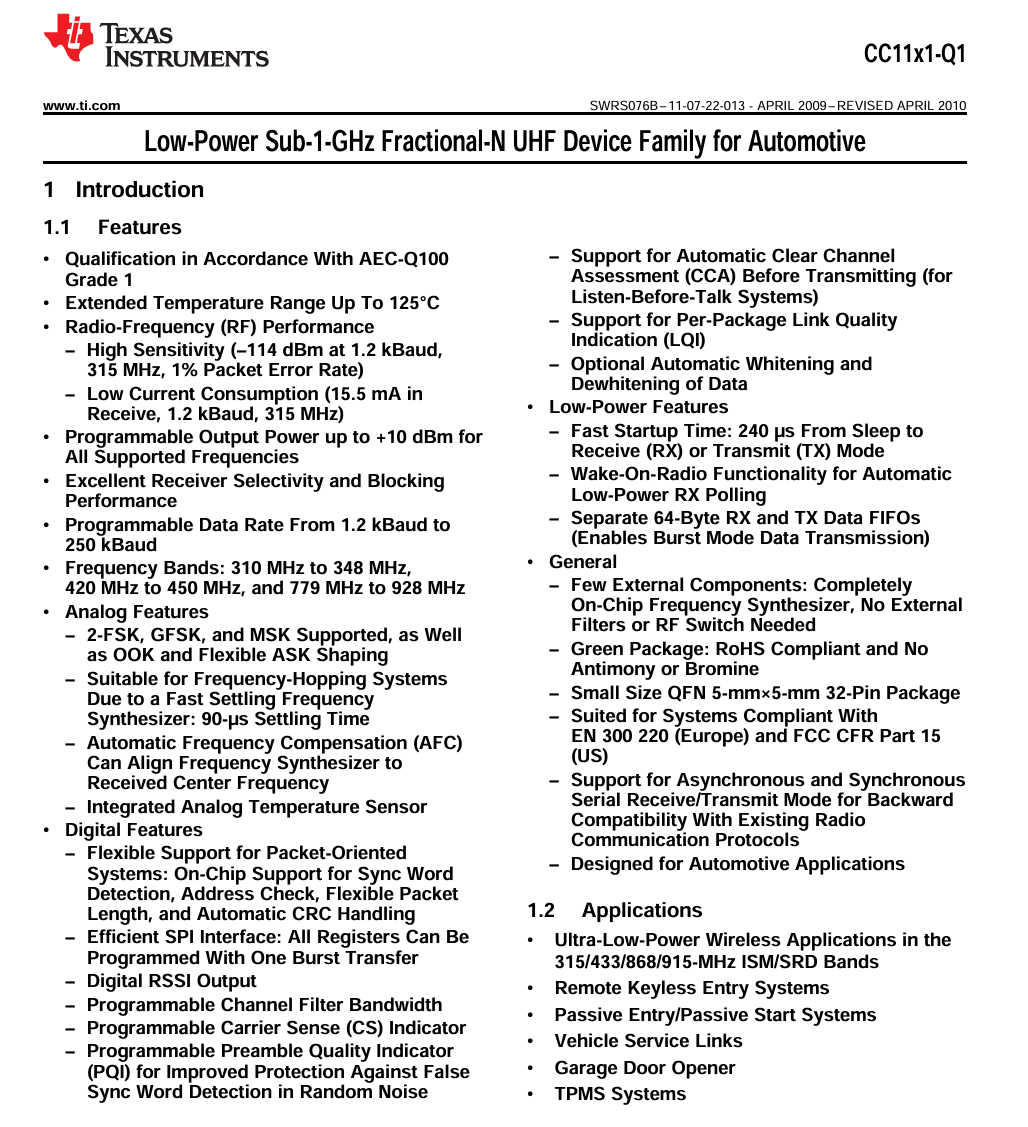 TEXAS
INSTRUMENTS
CC11x1-Q1
www.ti.com
SWRS076B–11-07-22-013 - APRIL 2009–REVISED APRIL 2010
Low-Power Sub-1-GHz Fractional-N UHF Device Family for Automotive
1 Introduction
1.1 Features
• Qualification in Accordance With AEC-Q100
Grade 1
• Extended Temperature Range Up To 125°C
• Radio-Frequency (RF) Performance
– High Sensitivity (–114 dBm at 1.2 kBaud,
315 MHz, 1% Packet Error Rate)
– Low Current Consumption (15.5 mA in
Receive, 1.2 kBaud, 315 MHz)
• Programmable Output Power up to +10 dBm for
All Supported Frequencies
• Excellent Receiver Selectivity and Blocking
Performance
• Programmable Data Rate From 1.2 kBaud to
250 kBaud
• Frequency Bands: 310 MHz to 348 MHz,
420 MHz to 450 MHz, and 779 MHz to 928 MHz
• Analog Features
– 2-FSK, GFSK, and MSK Supported, as Well
as OOK and Flexible ASK Shaping
– Suitable for Frequency-Hopping Systems
Due to a Fast Settling Frequency
Synthesizer: 90-µs Settling Time
– Automatic Frequency Compensation (AFC)
Can Align Frequency Synthesizer to
Received Center Frequency
– Integrated Analog Temperature Sensor
• Digital Features
– Flexible Support for Packet-Oriented
Systems: On-Chip Support for Sync Word
Detection, Address Check, Flexible Packet
Length, and Automatic CRC Handling
– Efficient SPI Interface: All Registers Can Be
Programmed With One Burst Transfer
– Digital RSSI Output
– Programmable Channel Filter Bandwidth
– Programmable Carrier Sense (CS) Indicator
– Programmable Preamble Quality Indicator
(PQI) for Improved Protection Against False
Sync Word Detection in Random Noise
– Support for Automatic Clear Channel
Assessment (CCA) Before Transmitting (for
Listen-Before-Talk Systems)
– Support for Per-Package Link Quality
Indication (LQI)
– Optional Automatic Whitening and
Dewhitening of Data
• Low-Power Features
– Fast Startup Time: 240 µs From Sleep to
Receive (RX) or Transmit (TX) Mode
– Wake-On-Radio Functionality for Automatic
Low-Power RX Polling
– Separate 64-Byte RX and TX Data FIFOs
(Enables Burst Mode Data Transmission)
• General
– Few External Components: Completely
On-Chip Frequency Synthesizer, No External
Filters or RF Switch Needed
– Green Package: RoHS Compliant and No
Antimony or Bromine
– Small Size QFN 5-mm×5-mm 32-Pin Package
– Suited for Systems Compliant With
EN 300 220 (Europe) and FCC CFR Part 15
(US)
– Support for Asynchronous and Synchronous
Serial Receive/Transmit Mode for Backward
Compatibility With Existing Radio
Communication Protocols
– Designed for Automotive Applications
1.2 Applications
• Ultra-Low-Power Wireless Applications in the
315/433/868/915-MHz ISM/SRD Bands
• Remote Keyless Entry Systems
• Passive Entry/Passive Start Systems
• Vehicle Service Links
• Garage Door Opener
• TPMS Systems